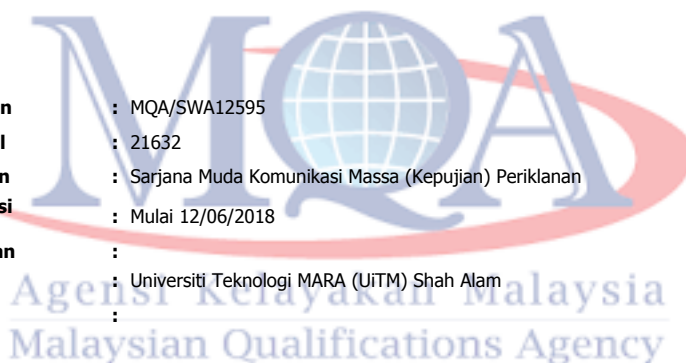 MQA
n : MQA/SWA12595
l : 21632
n : Sarjana Muda Komunikasi Massa (Kepujian) Periklanan
si : Mulai 12/06/2018
an :
: Universiti Teknologi MARA (UiTM) Shah Alam
Agensi Kelayakan Malaysia
:
Malaysian Qualifications Agency